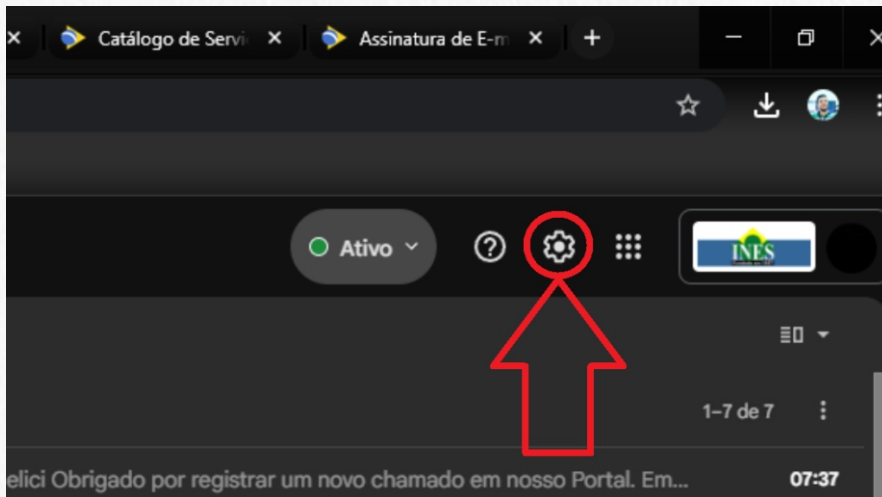 Catálogo de Servi
Assinatura de E-m
Ativo
INES
1–7 de 7
elici Obrigado por registrar um novo chamado em nosso Portal. Em...
07:37